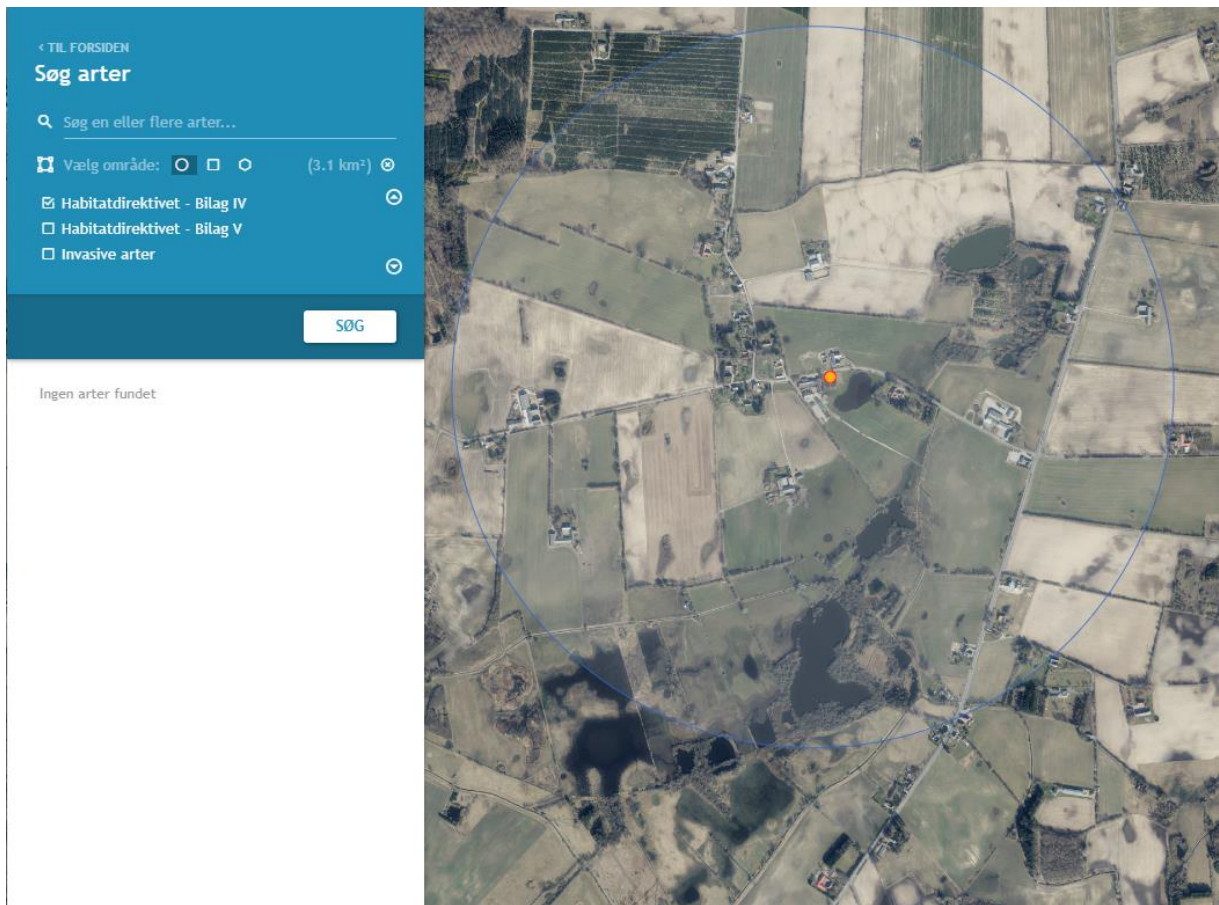 ‹ TIL FORSIDEN
Søg arter
Søg en eller flere arter...
Vælg område: (3.1 km²)
Habitatdirektivet - Bilag IV
Habitatdirektivet - Bilag V
Invasive arter
SØG
Ingen arter fundet